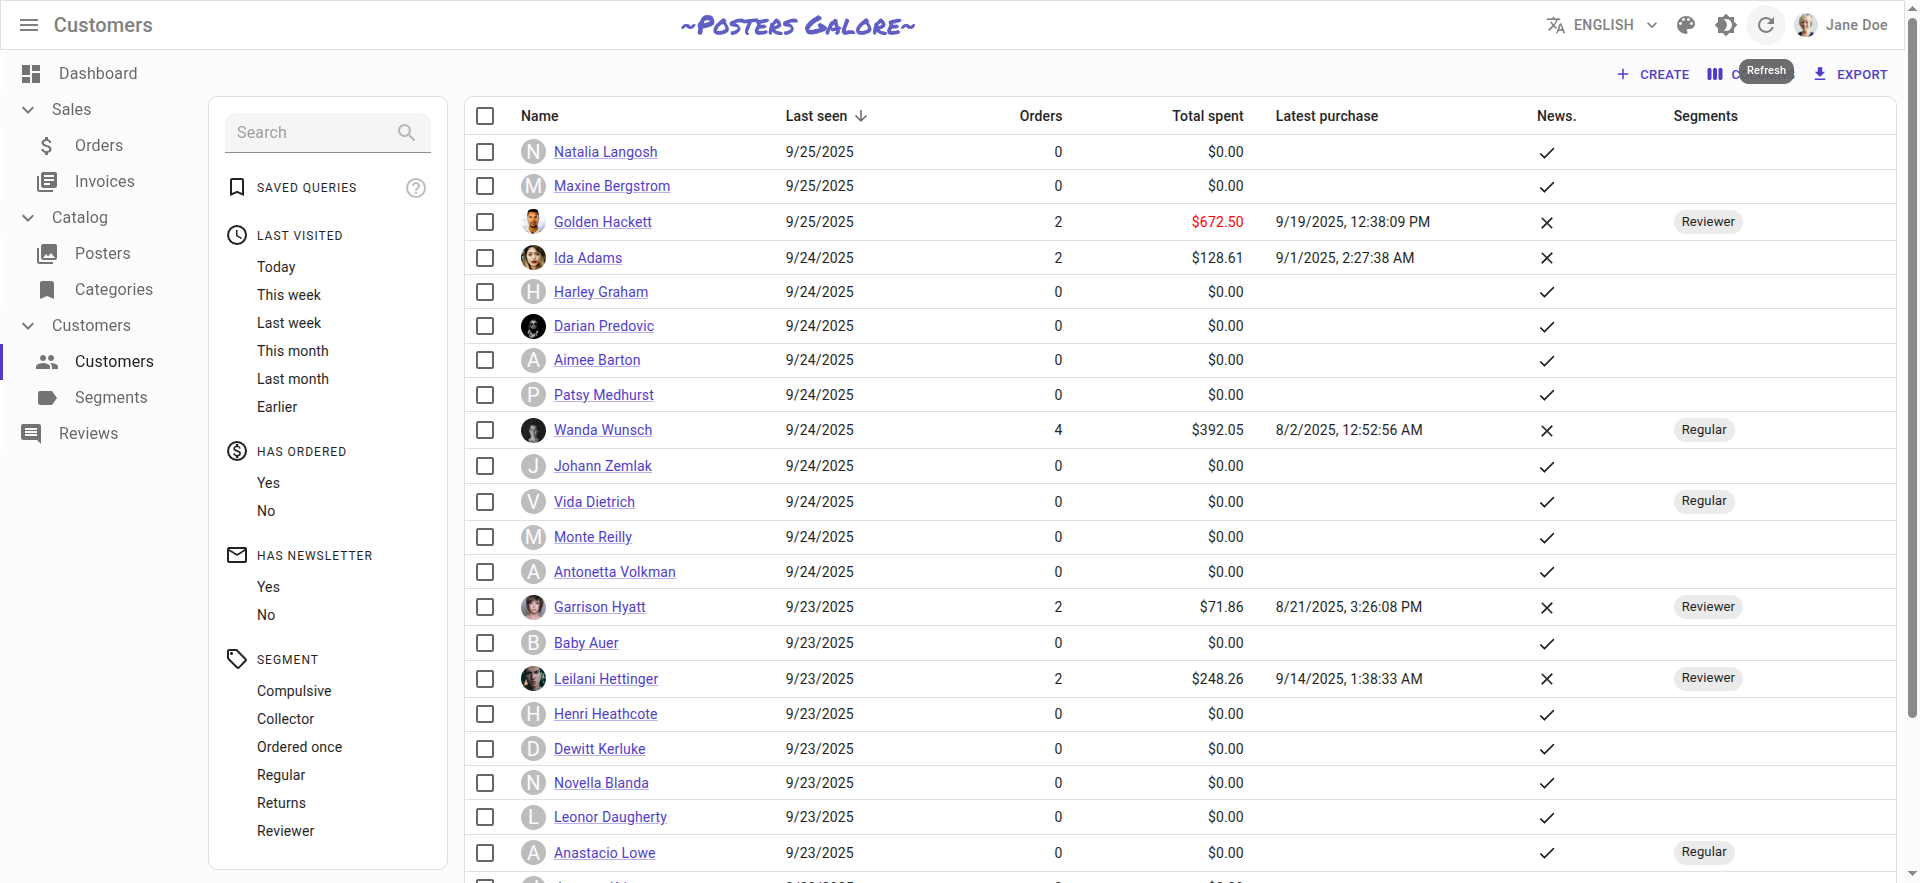 Customers
~Posters Galore~
ENGLISH
Jane Doe
Dashboard
Sales
Orders
Invoices
Catalog
Posters
Categories
Customers
Customers
Segments
Reviews
CREATE
Refresh
EXPORT
Search
SAVED QUERIES
?
LAST VISITED
Today
This week
Last week
This month
Last month
Earlier
HAS ORDERED
Yes
No
HAS NEWSLETTER
Yes
No
SEGMENT
Compulsive
Collector
Ordered once
Regular
Returns
Reviewer
Name Last seen Orders Total spent Latest purchase News. Segments
N Natalia Langosh 9/25/2025 0 $0.00
M Maxine Bergstrom 9/25/2025 0 $0.00
Golden Hackett 9/25/2025 2 $672.50 9/19/2025, 12:38:09 PM Reviewer
Ida Adams 9/24/2025 2 $128.61 9/1/2025, 2:27:38 AM
H Harley Graham 9/24/2025 0 $0.00
Darian Predovic 9/24/2025 0 $0.00
A Aimee Barton 9/24/2025 0 $0.00
P Patsy Medhurst 9/24/2025 0 $0.00
Wanda Wunsch 9/24/2025 4 $392.05 8/2/2025, 12:52:56 AM Regular
J Johann Zemlak 9/24/2025 0 $0.00
V Vida Dietrich 9/24/2025 0 $0.00 Regular
M Monte Reilly 9/24/2025 0 $0.00
A Antonetta Volkman 9/24/2025 0 $0.00
Garrison Hyatt 9/23/2025 2 $71.86 8/21/2025, 3:26:08 PM Reviewer
B Baby Auer 9/23/2025 0 $0.00
Leilani Hettinger 9/23/2025 2 $248.26 9/14/2025, 1:38:33 AM Reviewer
H Henri Heathcote 9/23/2025 0 $0.00
D Dewitt Kerluke 9/23/2025 0 $0.00
N Novella Blanda 9/23/2025 0 $0.00
L Leonor Daugherty 9/23/2025 0 $0.00
A Anastacio Lowe 9/23/2025 0 $0.00 Regular